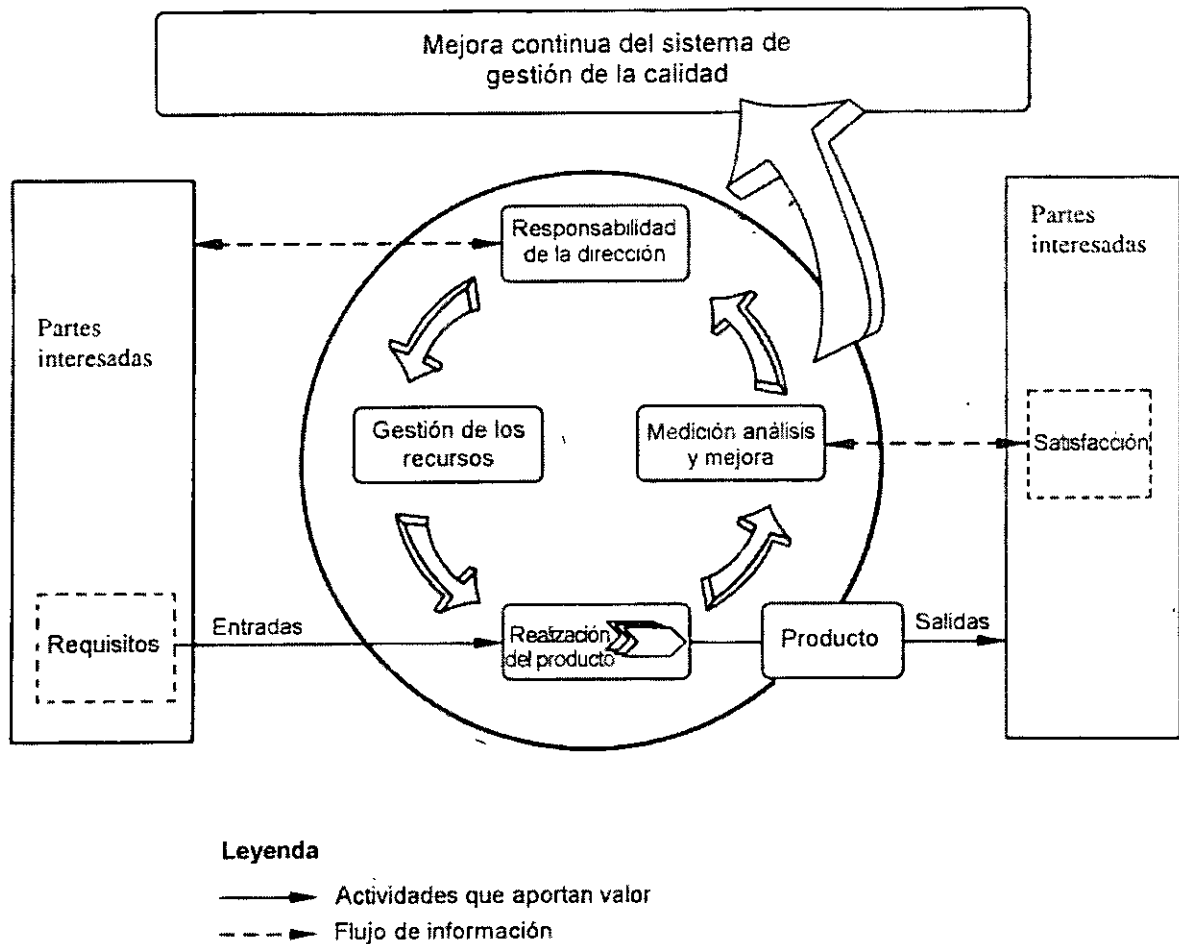 Mejora continua del sistema de
gestión de la calidad
Partes
interesadas
Responsabilidad
de la dirección
Partes
interesadas
Gestión de los
recursos
Medición análisis
y mejora
Satisfacción
Requisitos
Entradas
Realización
del producto
Producto
Salidas
Leyenda
Actividades que aportan valor
Flujo de información